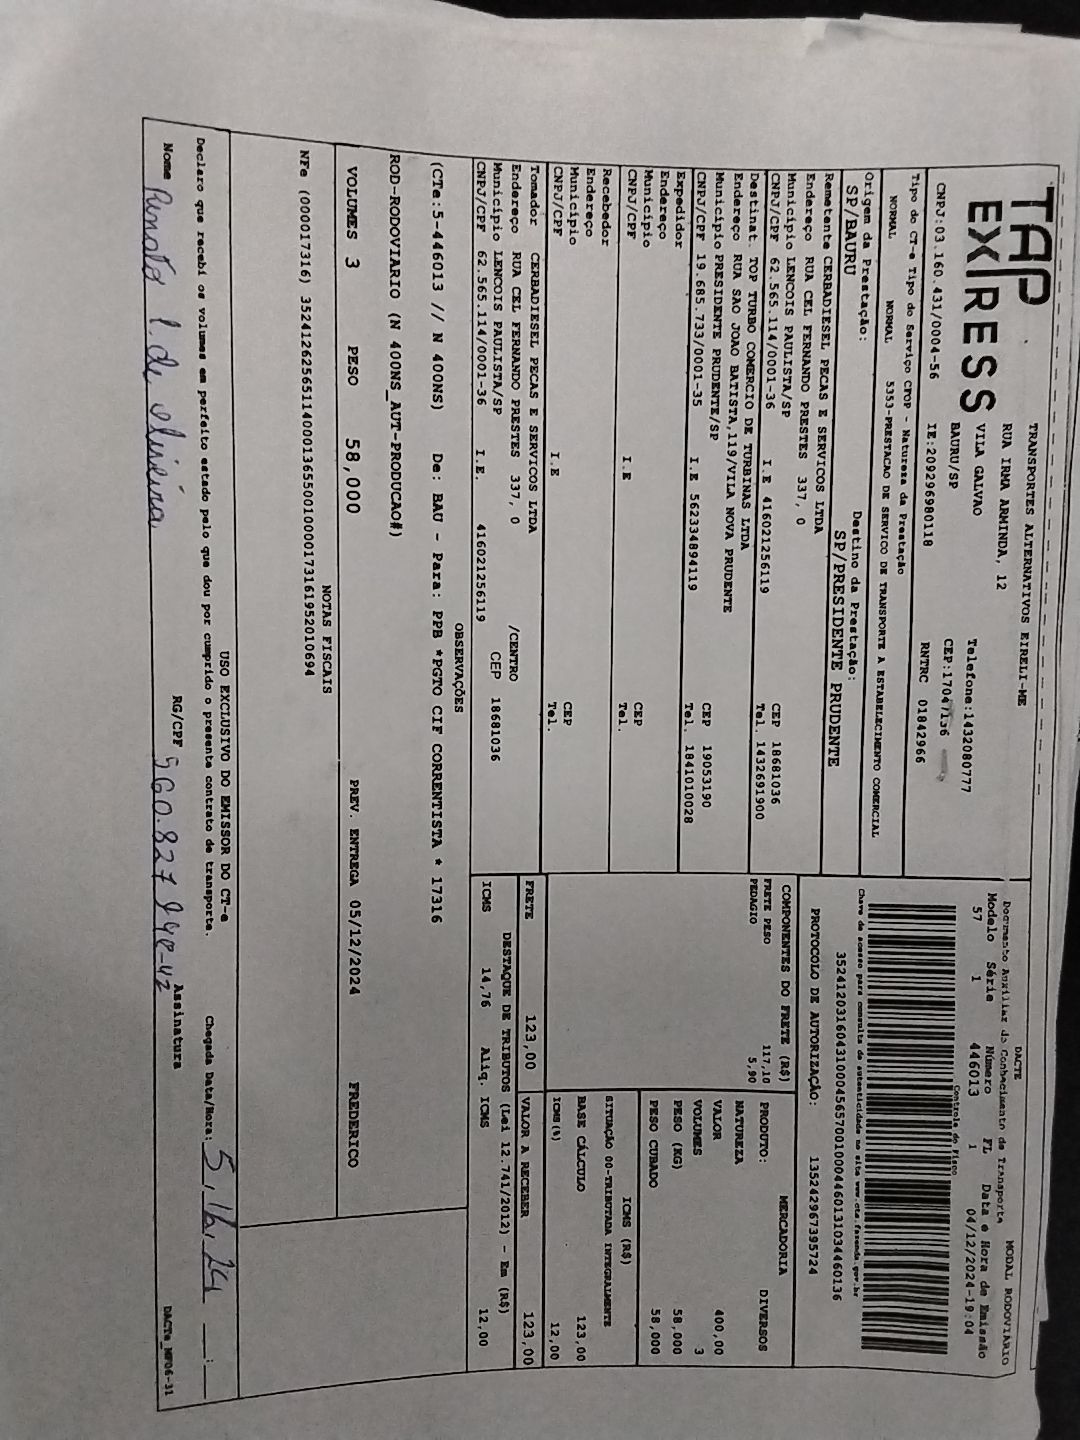 TAP
EXPRESS
TRANSPORTES ALTERNATIVOS EIRELI-ME
RUA IRMA ARMINDA, 12
VILA GALVAO Telefone:1432080777
BAURU/SP CEP:17047136
CNPJ:03.160.431/0004-56 IE:209296980118 RNTRC 01842966
Tipo do CT-e Tipo do Serviço CFOP - Natureza da Prestação
NORMAL NORMAL 5353-PRESTACAO DE SERVICO DE TRANSPORTE A ESTABELECIMENTO COMERCIAL
Origem da Prestação: Destino da Prestação:
SP/BAURU SP/PRESIDENTE PRUDENTE
Remetente CERBADIESEL PECAS E SERVICOS LTDA
Endereço RUA CEL FERNANDO PRESTES 337, 0
Município LENCOIS PAULISTA/SP CEP 18681036
CNPJ/CPF 62.565.114/0001-36 I.E 416021256119 Tel. 1432691900
Destinat. TOP TURBO COMERCIO DE TURBINAS LTDA
Endereço RUA SAO JOAO BATISTA,119/VILA NOVA PRUDENTE
Município PRESIDENTE PRUDENTE/SP CEP 19053190
CNPJ/CPF 19.685.733/0001-35 I.E 562334894119 Tel. 1841010028
Expedidor
Endereço
Município CEP
CNPJ/CPF I.E Tel.
Recebedor
Endereço
Município CEP
CNPJ/CPF I.E Tel.
Tomador CERBADIESEL PECAS E SERVICOS LTDA
Endereço RUA CEL FERNANDO PRESTES 337, 0 /CENTRO
Município LENCOIS PAULISTA/SP CEP 18681036
CNPJ/CPF 62.565.114/0001-36 I.E. 416021256119
DACTE MODAL RODOVIÁRIO
Documento Auxiliar do Conhecimento de Transporte
Modelo Série Número FL Data e Hora de Emissão
57 1 446013 1 04/12/2024-19:04
Controle do Fisco
Chave de acesso para consulta de autenticidade no site www.cte.fazenda.gov.br
35241203160431000456570010004460131034460136
PROTOCOLO DE AUTORIZAÇÃO: 135242967395724
COMPONENTES DO FRETE (R$)
FRETE PESO 117,10
PEDAGIO 5,90
MERCADORIA
PRODUTO: DIVERSOS
NATUREZA
VALOR 400,00
VOLUMES 3
PESO (KG) 58,000
PESO CUBADO 58,000
ICMS (R$)
SITUAÇÃO 00-TRIBUTADA INTEGRALMENTE
BASE CÁLCULO 123,00
ICMS(%) 12,00
FRETE 123,00 VALOR A RECEBER 123,00
DESTAQUE DE TRIBUTOS (Lei 12.741/2012) - Em (R$)
ICMS 14,76 Aliq. ICMS 12,00
OBSERVAÇÕES
(CTe:5-446013 // N 400NS) De: BAU - Para: PPB *PGTO CIF CORRENTISTA * 17316
ROD-RODOVIARIO (N 400NS_AUT-PRODUCAO#)
VOLUMES 3 PESO 58,000 PREV. ENTREGA 05/12/2024 FREDERICO
NOTAS FISCAIS
NFe (000017316) 35241262565114000136550010000173161952010694
USO EXCLUSIVO DO EMISSOR DO CT-e
Declaro que recebi os volumes em perfeito estado pelo que dou por cumprido o presente contrato de transporte. Chegada Data/Hora: 5, 12, 24 __:__
Nome Renato de oliveira RG/CPF Assinatura
DACTe_MP06-31